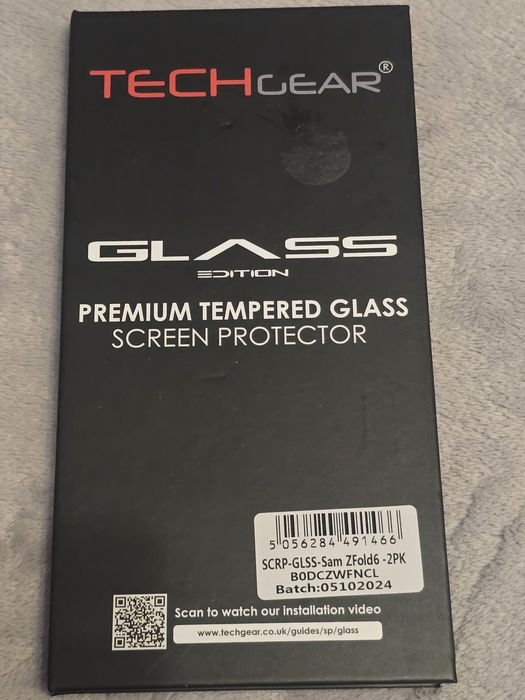 TECHGEAR®
GLASS
EDITION
PREMIUM TEMPERED GLASS
SCREEN PROTECTOR
5 056284 491466
SCRP-GLSS-Sam ZFold6 -2PK
B0DCZWFNCL
Batch:05102024
Scan to watch our installation video
www.techgear.co.uk/guides/sp/glass